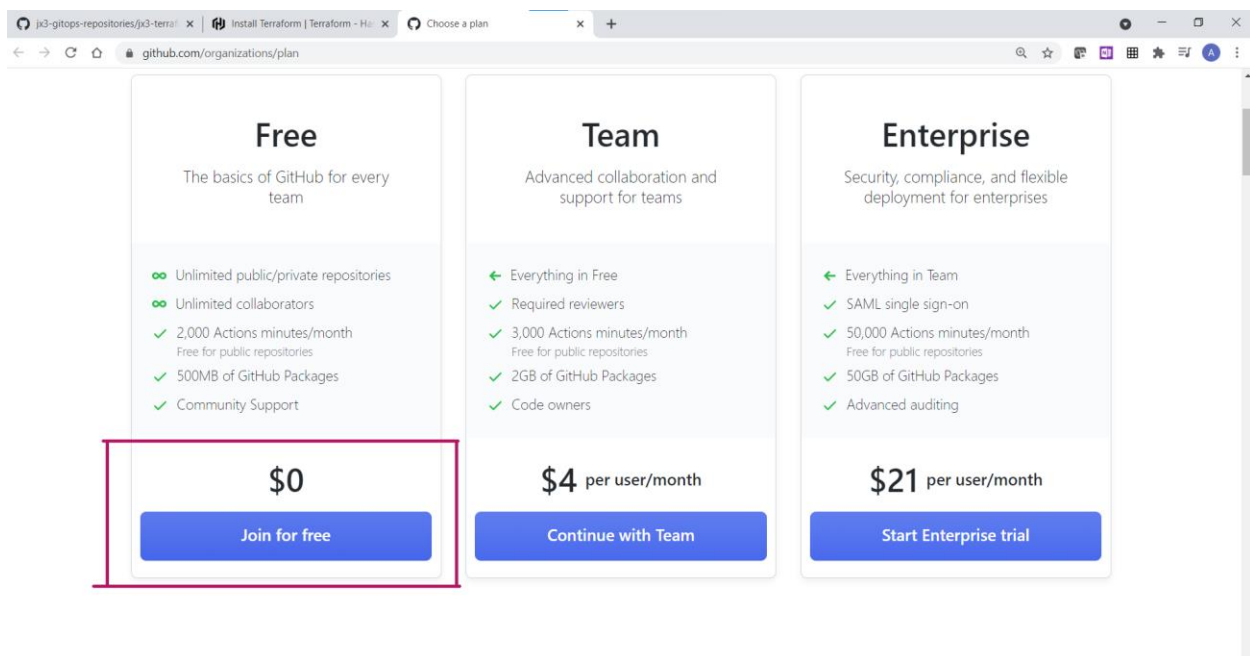 jx3-gitops-repositories/jx3-terraf
Install Terraform | Terraform - Ha
Choose a plan
github.com/organizations/plan
A
Free
The basics of GitHub for every
team
Unlimited public/private repositories
Unlimited collaborators
2,000 Actions minutes/month
Free for public repositories
500MB of GitHub Packages
Community Support
$0
Join for free
Team
Advanced collaboration and
support for teams
Everything in Free
Required reviewers
3,000 Actions minutes/month
Free for public repositories
2GB of GitHub Packages
Code owners
$4 per user/month
Continue with Team
Enterprise
Security, compliance, and flexible
deployment for enterprises
Everything in Team
SAML single sign-on
50,000 Actions minutes/month
Free for public repositories
50GB of GitHub Packages
Advanced auditing
$21 per user/month
Start Enterprise trial